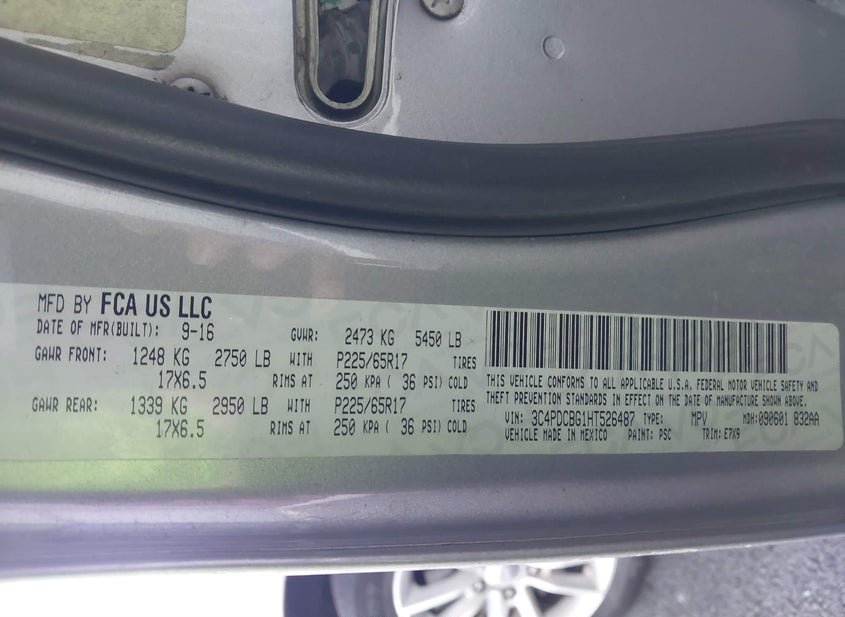 MFD BY FCA US LLC
DATE OF MFR(BUILT): 9-16 GVWR: 2473 KG 5450 LB
GAWR FRONT: 1248 KG 2750 LB WITH P225/65R17 TIRES
17X6.5 RIMS AT 250 KPA ( 36 PSI) COLD
GAWR REAR: 1339 KG 2950 LB WITH P225/65R17 TIRES
17X6.5 RIMS AT 250 KPA ( 36 PSI) COLD
THIS VEHICLE CONFORMS TO ALL APPLICABLE U.S.A. FEDERAL MOTOR VEHICLE SAFETY AND
THEFT PREVENTION STANDARDS IN EFFECT ON THE DATE OF MANUFACTURE SHOWN ABOVE.
VIN: 3C4PDCBG1HT526487 TYPE: MPV MDH:090601 832AA
VEHICLE MADE IN MEXICO PAINT: PSC TRIM: E7X9